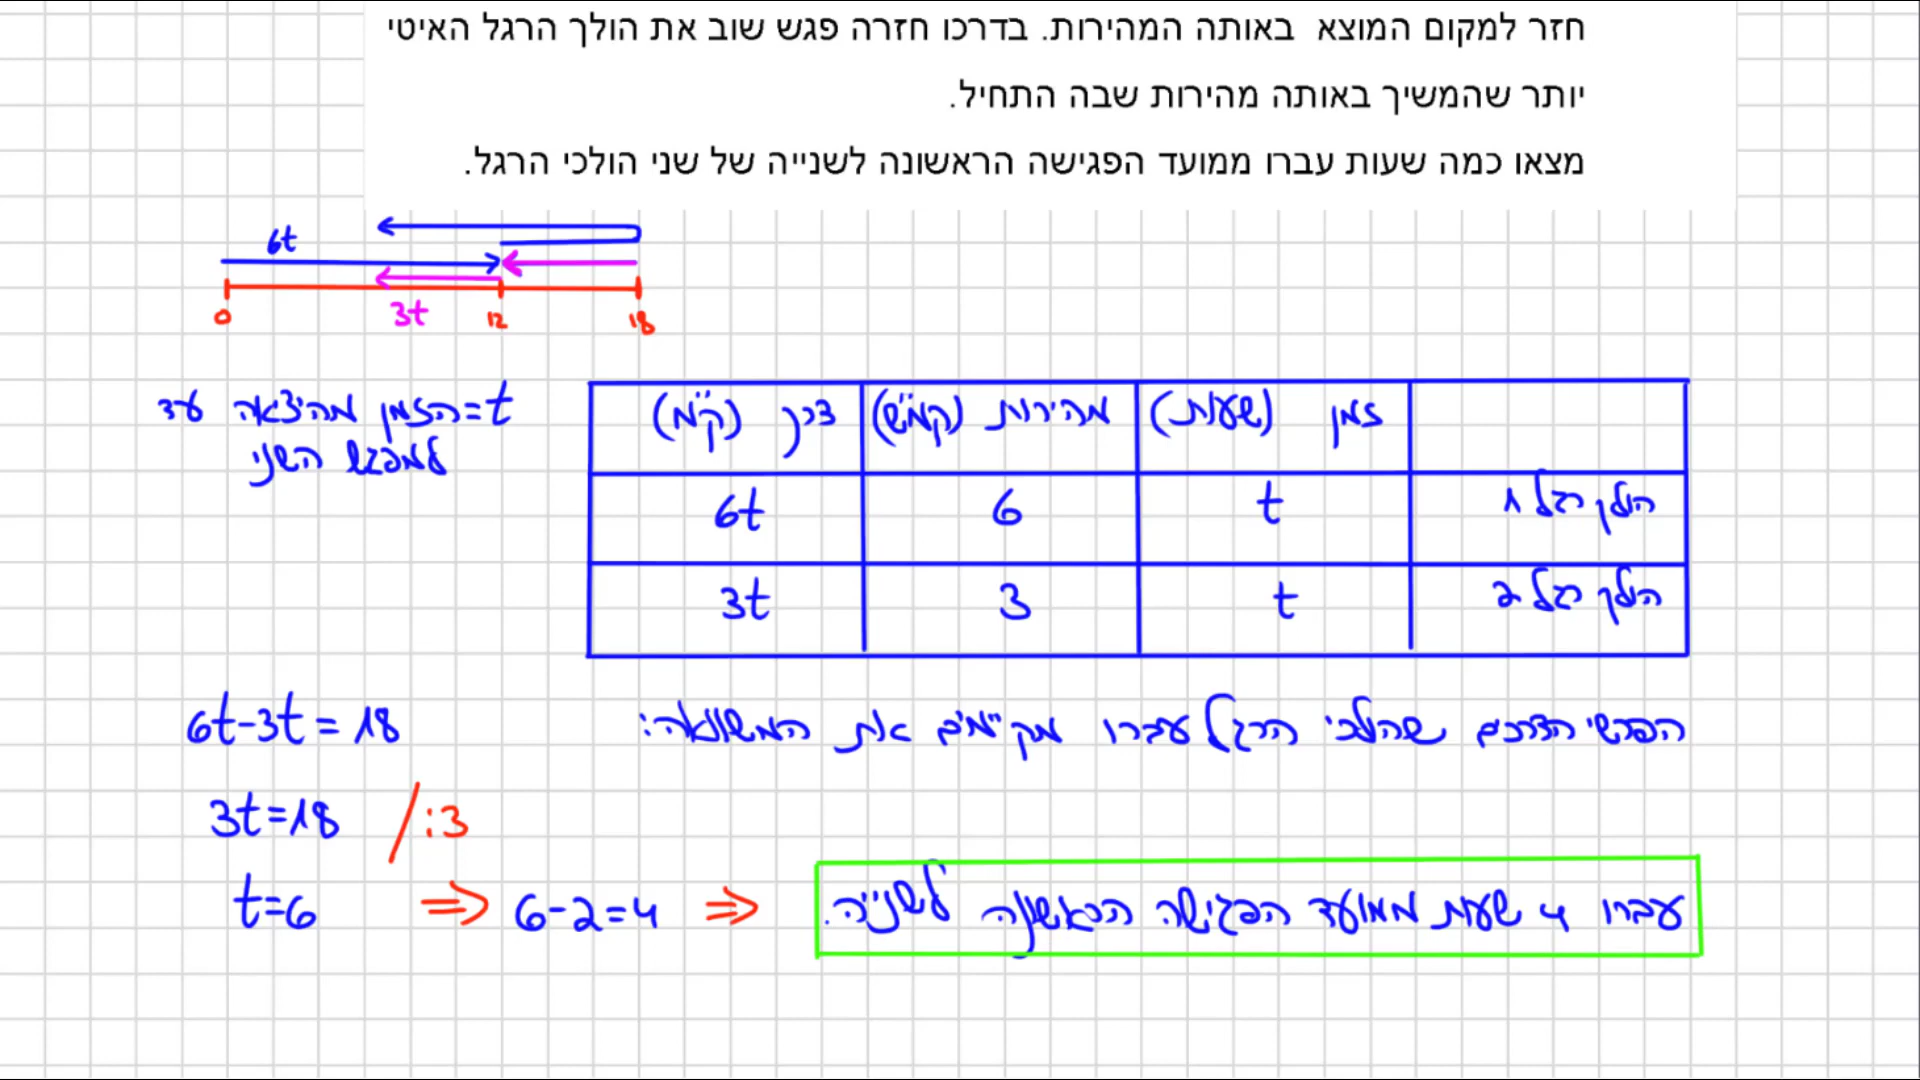 חזר למקום המוצא באותה המהירות. בדרכו חזרה פגש שוב את הולך הרגל האיטי
יותר שהמשיך באותה מהירות שבה התחיל.
מצאו כמה שעות עברו ממועד הפגישה הראשונה לשנייה של שני הולכי הרגל.
6t
0
3t
12
18
t=הזמן מהיציאה עד
למפגש השני
זמן (שעות) מהירות (קמ"ש) דרך (ק"מ)
הולך רגל 1 t 6 6t
הולך רגל 2 t 3 3t
הפרשי הדרכים שהולכי הרגל עברו מקיימים את המשוואה:
6t-3t=18
3t=18 /:3
t=6 ⇒ 6-2=4 ⇒
עברו 4 שעות ממועד הפגישה הראשונה לשנייה.